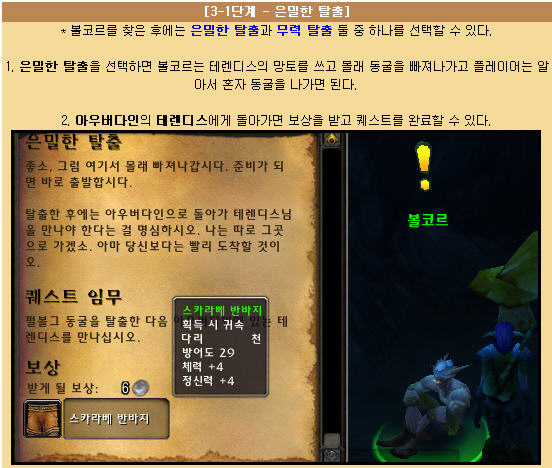 [3-1단계 - 은밀한 탈출]
* 볼코르를 찾은 후에는 은밀한 탈출과 무력 탈출 둘 중 하나를 선택할 수 있다.
1. 은밀한 탈출을 선택하면 볼코르는 테렌디스의 망토를 쓰고 몰래 동굴을 빠져나가고 플레이어는 알
아서 혼자 동굴을 나가면 된다.
2. 아우버다인의 테렌디스에게 돌아가면 보상을 받고 퀘스트를 완료할 수 있다.
은밀한 탈출
좋소, 그럼 여기서 몰래 빠져나갑시다. 준비가 되
면 바로 출발합시다.
탈출한 후에는 아우버다인으로 돌아가 테렌디스님
을 만나야 한다는 걸 명심하시오. 나는 따로 그곳
으로 가겠소. 아마 당신보다는 빨리 도착할 것이
오.
퀘스트 임무
펄볼그 동굴을 탈출한 다음 있는 테
렌디스를 만나십시오.
보상
받게 될 보상: 6
스카라베 반바지
스카라베 반바지
획득 시 귀속
다리 천
방어도 29
체력 +4
정신력 +4
볼코르